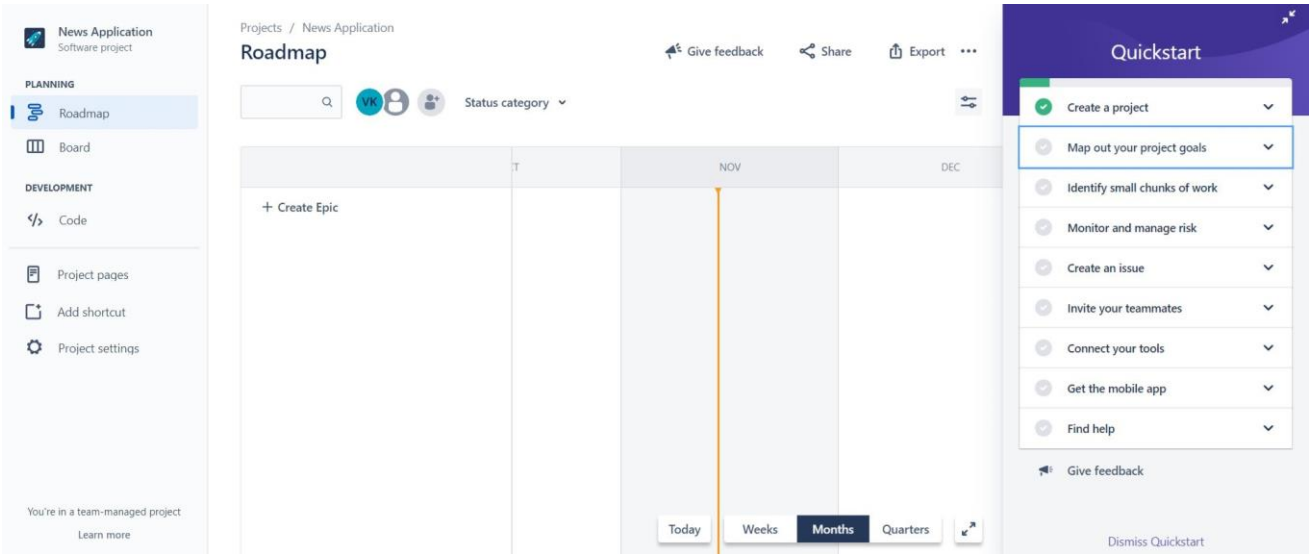 News Application
Software project
PLANNING
Roadmap
Board
DEVELOPMENT
Code
Project pages
Add shortcut
Project settings
You're in a team-managed project
Learn more
Projects / News Application
Roadmap
Give feedback
Share
Export
VK
Status category
T
NOV
DEC
+ Create Epic
Today
Weeks
Months
Quarters
Quickstart
Create a project
Map out your project goals
Identify small chunks of work
Monitor and manage risk
Create an issue
Invite your teammates
Connect your tools
Get the mobile app
Find help
Give feedback
Dismiss Quickstart